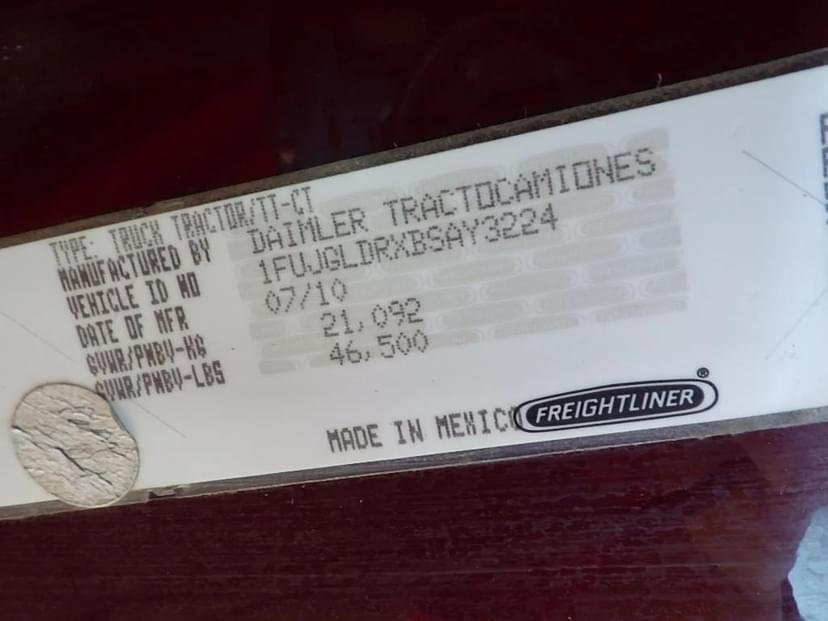 TYPE: TRUCK TRACTOR/TT-CT
MANUFACTURED BY DAIMLER TRACTOCAMIONES
VEHICLE ID NO 1FUJGLDRXBSAY3224
DATE OF MFR 07/10
GVWR/PNBV-KG 21,092
GVWR/PNBV-LBS 46,500
MADE IN MEXICO FREIGHTLINER®